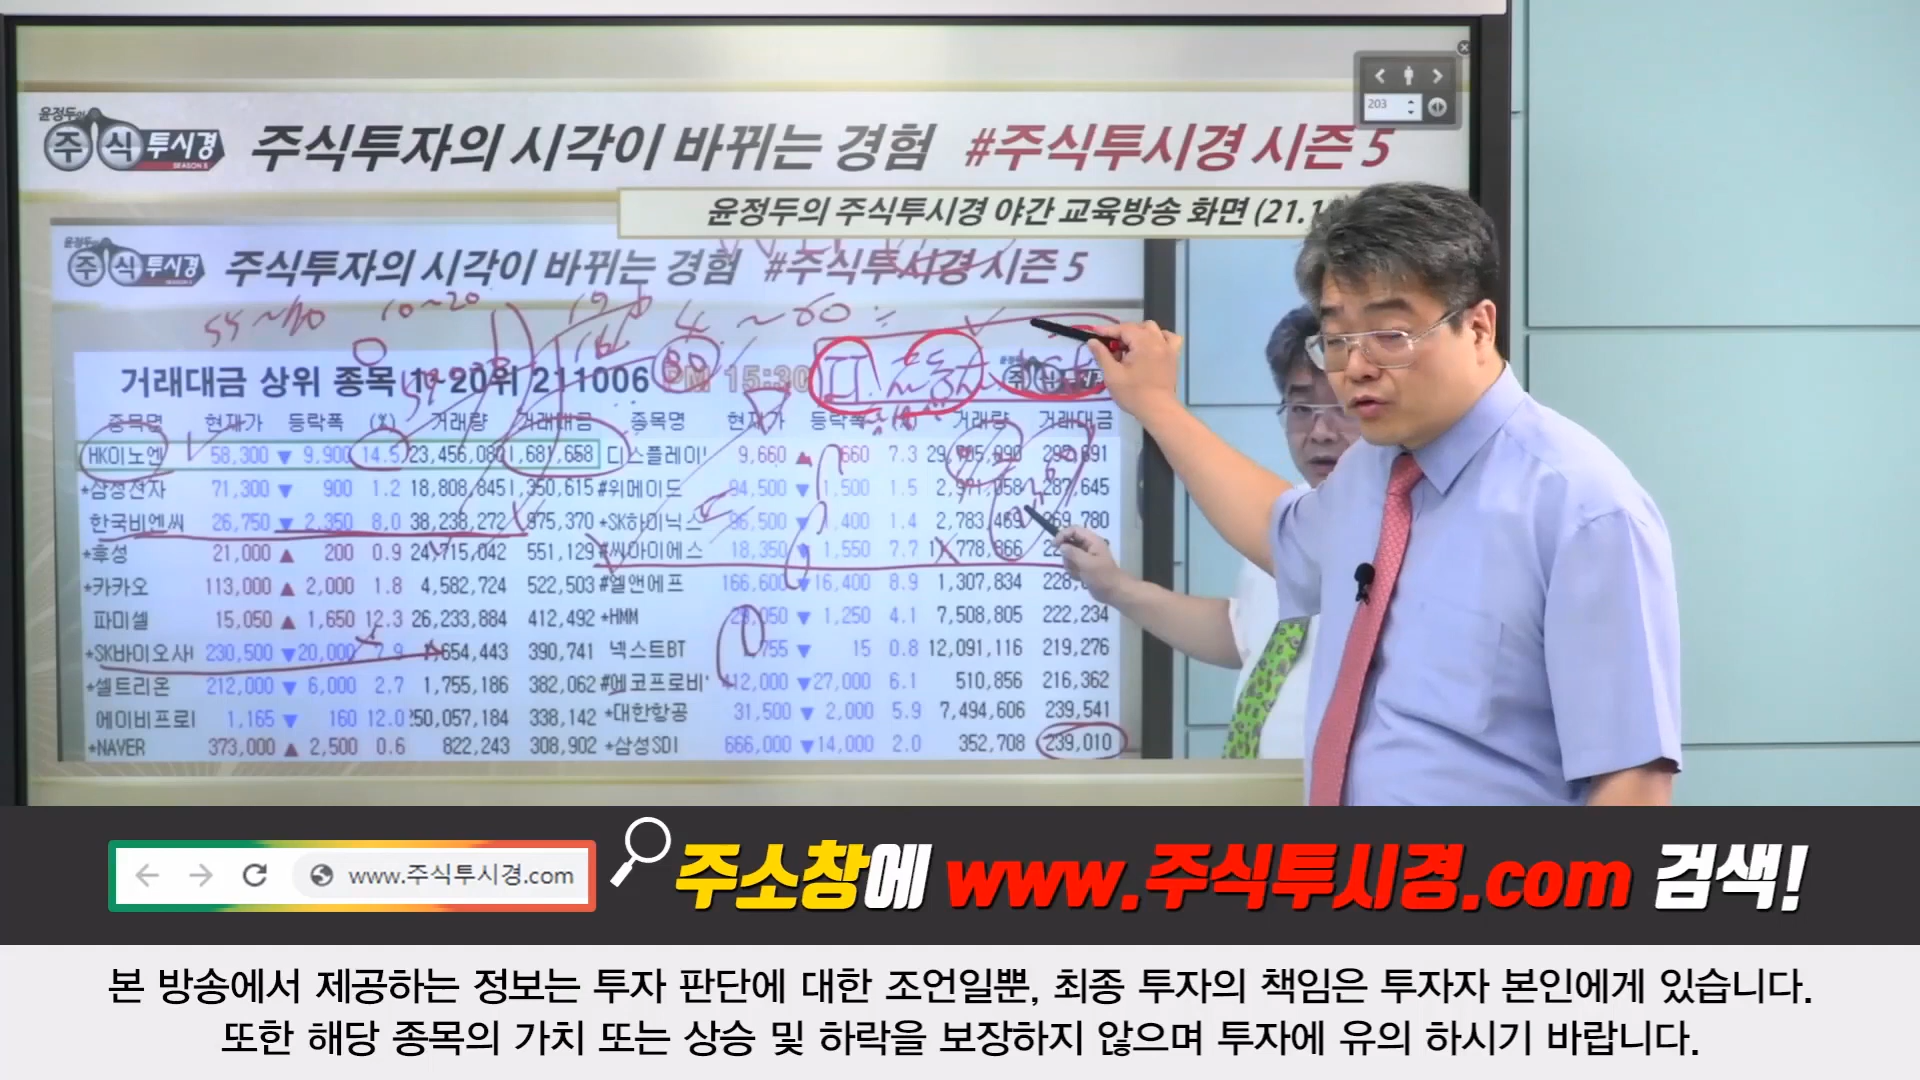 203
윤정두의 주식투시경 SEASON 5
주식투자의 시각이 바뀌는 경험 #주식투시경 시즌 5
윤정두의 주식투시경 야간 교육방송 화면 (21.1
윤정두의 주식투시경
주식투자의 시각이 바뀌는 경험 #주식투시경 시즌 5
55~60 10~20
4 ~60
80
거래대금 상위 종목 1~20위 211006 PM 15:30
종목명 현재가 등락폭 (%) 거래량 거래대금 종목명 현재가 등락폭 (%) 거래량 거래대금
HK이노엔 58,300 ▼ 9,900 14.5 23,456,080 1,681,658 디스플레이 9,660 ▲ 660 7.3
*삼성전자 71,300 ▼ 900 1.2 18,808,845 1,350,615 #위메이드 94,500 ▼ 1,500 1.5 287,645
한국비엔씨 26,750 ▼ 2,350 8.0 38,238,272 975,370 *SK하이닉스 96,500 ▼ 1,400 1.4 2,783,469 269,780
*후성 21,000 ▲ 200 0.9 24,715,042 551,129 #씨아이에스 18,350 ▼ 1,550 7.7
*카카오 113,000 ▲ 2,000 1.8 4,582,724 522,503 #엘앤에프 166,600 ▼ 16,400 8.9 1,307,834
파미셀 15,050 ▲ 1,650 12.3 26,233,884 412,492 *HMM ▼ 1,250 4.1 7,508,805 222,234
*SK바이오사 230,500 ▼ 20,000 7.9 1,654,443 390,741 넥스트BT ▼ 15 0.8 12,091,116 219,276
*셀트리온 212,000 ▼ 6,000 2.7 1,755,186 382,062 #에코프로비 412,000 ▼ 27,000 6.1 510,856 216,362
에이비프로 1,165 ▼ 160 12.0 250,057,184 338,142 *대한항공 31,500 ▼ 2,000 5.9 7,494,606 239,541
*NAVER 373,000 ▲ 2,500 0.6 822,243 308,902 *삼성SDI 666,000 ▼ 14,000 2.0 352,708 239,010
www.주식투시경.com
주소창에 www.주식투시경.com 검색!
본 방송에서 제공하는 정보는 투자 판단에 대한 조언일뿐, 최종 투자의 책임은 투자자 본인에게 있습니다.
또한 해당 종목의 가치 또는 상승 및 하락을 보장하지 않으며 투자에 유의 하시기 바랍니다.